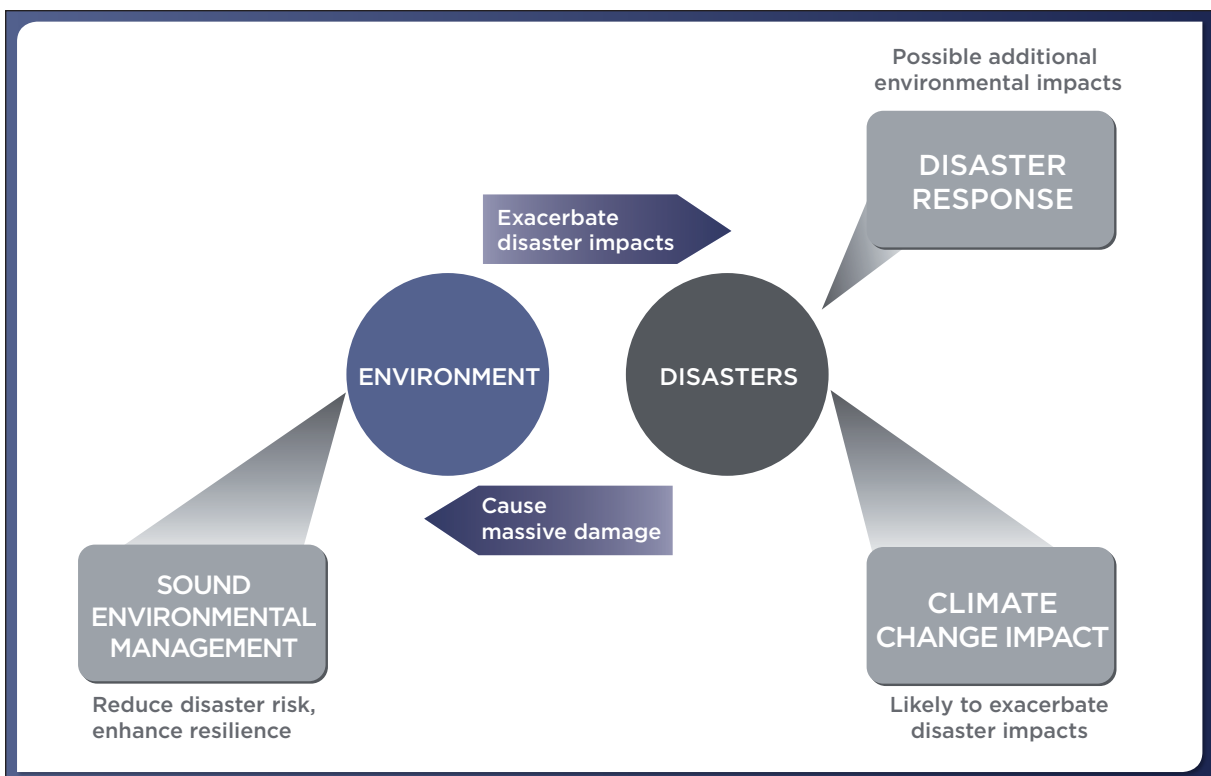 Possible additional
environmental impacts
DISASTER
RESPONSE
Exacerbate
disaster impacts
ENVIRONMENT
DISASTERS
Cause
massive damage
SOUND
ENVIRONMENTAL
MANAGEMENT
Reduce disaster risk,
enhance resilience
CLIMATE
CHANGE IMPACT
Likely to exacerbate
disaster impacts